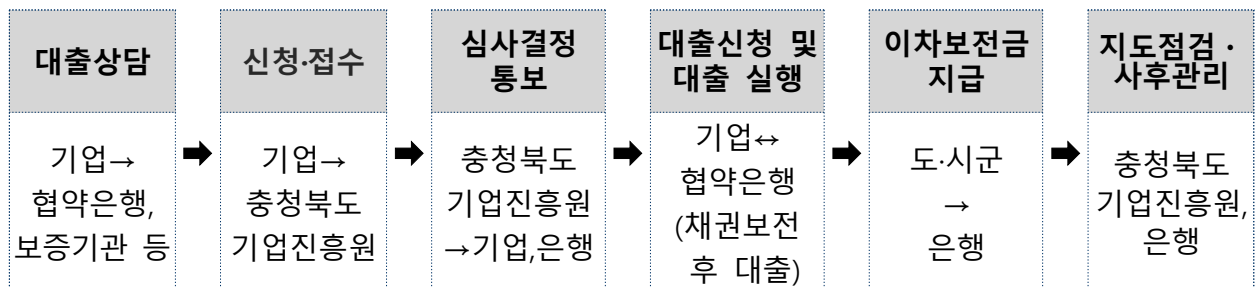 대출상담
기업→
협약은행,
보증기관 등
➡
신청·접수
기업→
충청북도
기업진흥원
➡
심사결정
통보
충청북도
기업진흥원
→기업,은행
➡
대출신청 및
대출 실행
기업↔
협약은행
(채권보전
후 대출)
➡
이차보전금
지급
도·시군
→
은행
➡
지도점검·
사후관리
충청북도
기업진흥원,
은행